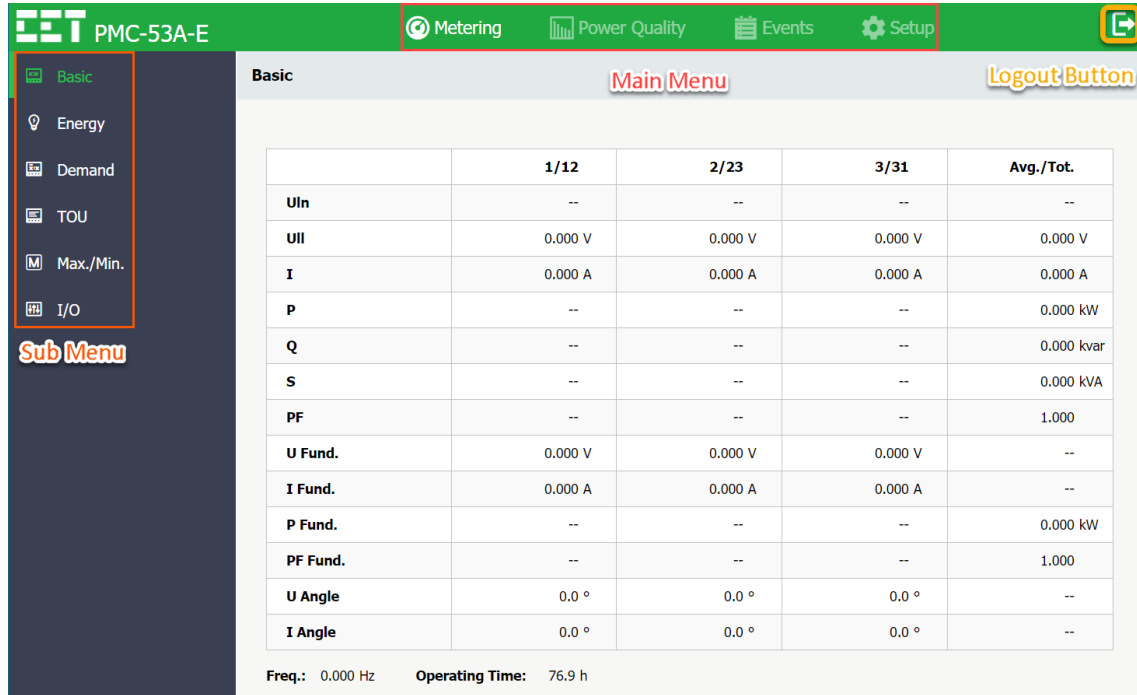 CET PMC-53A-E Metering Power Quality Events Setup
Basic Basic Main Menu Logout Button
Energy
Demand 1/12 2/23 3/31 Avg./Tot.
Uln -- -- -- --
TOU
Ull 0.000 V 0.000 V 0.000 V 0.000 V
Max./Min. I 0.000 A 0.000 A 0.000 A 0.000 A
I/O P -- -- -- 0.000 kW
Sub Menu Q -- -- -- 0.000 kvar
S -- -- -- 0.000 kVA
PF -- -- -- 1.000
U Fund. 0.000 V 0.000 V 0.000 V --
I Fund. 0.000 A 0.000 A 0.000 A --
P Fund. -- -- -- 0.000 kW
PF Fund. -- -- -- 1.000
U Angle 0.0 ° 0.0 ° 0.0 ° --
I Angle 0.0 ° 0.0 ° 0.0 ° --
Freq.: 0.000 Hz Operating Time: 76.9 h